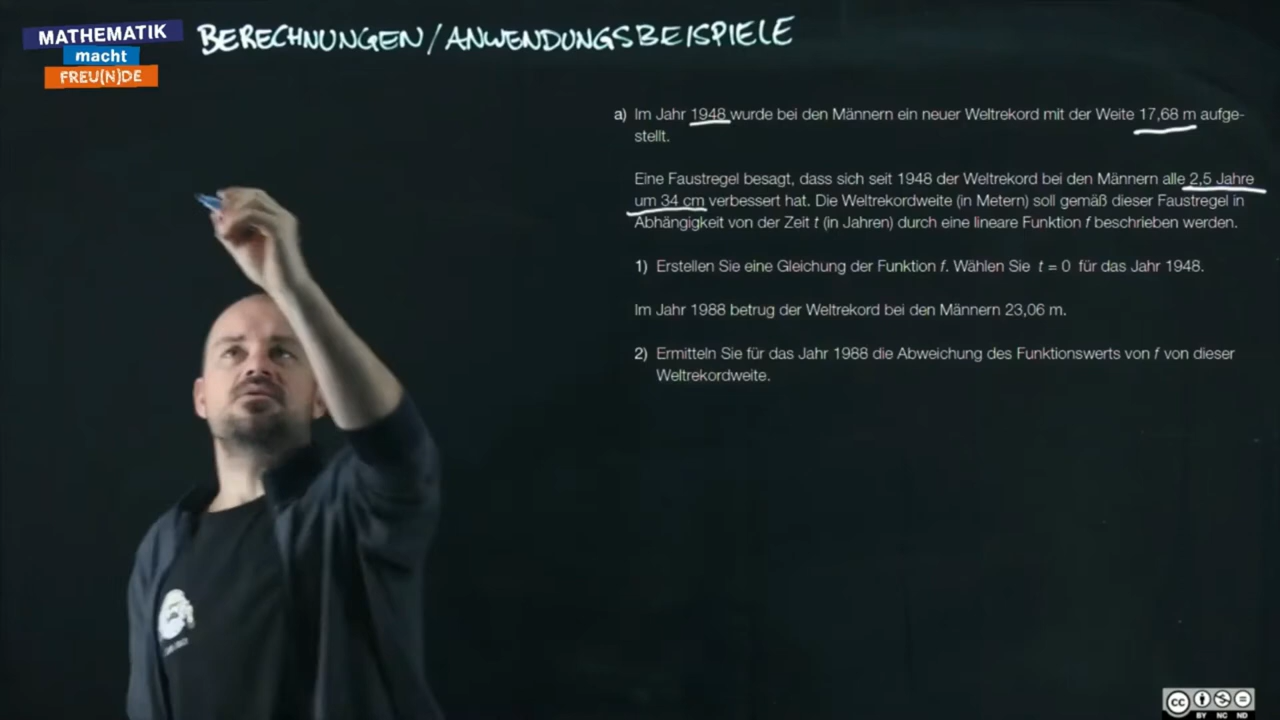 MATHEMATIK
macht
FREU(N)DE
BERECHNUNGEN/ANWENDUNGSBEISPIELE
a) Im Jahr 1948 wurde bei den Männern ein neuer Weltrekord mit der Weite 17,68 m aufge-
stellt.
Eine Faustregel besagt, dass sich seit 1948 der Weltrekord bei den Männern alle 2,5 Jahre
um 34 cm verbessert hat. Die Weltrekordweite (in Metern) soll gemäß dieser Faustregel in
Abhängigkeit von der Zeit t (in Jahren) durch eine lineare Funktion f beschrieben werden.
1) Erstellen Sie eine Gleichung der Funktion f. Wählen Sie t = 0 für das Jahr 1948.
Im Jahr 1988 betrug der Weltrekord bei den Männern 23,06 m.
2) Ermitteln Sie für das Jahr 1988 die Abweichung des Funktionswerts von f von dieser
Weltrekordweite.
cc
BY NC ND